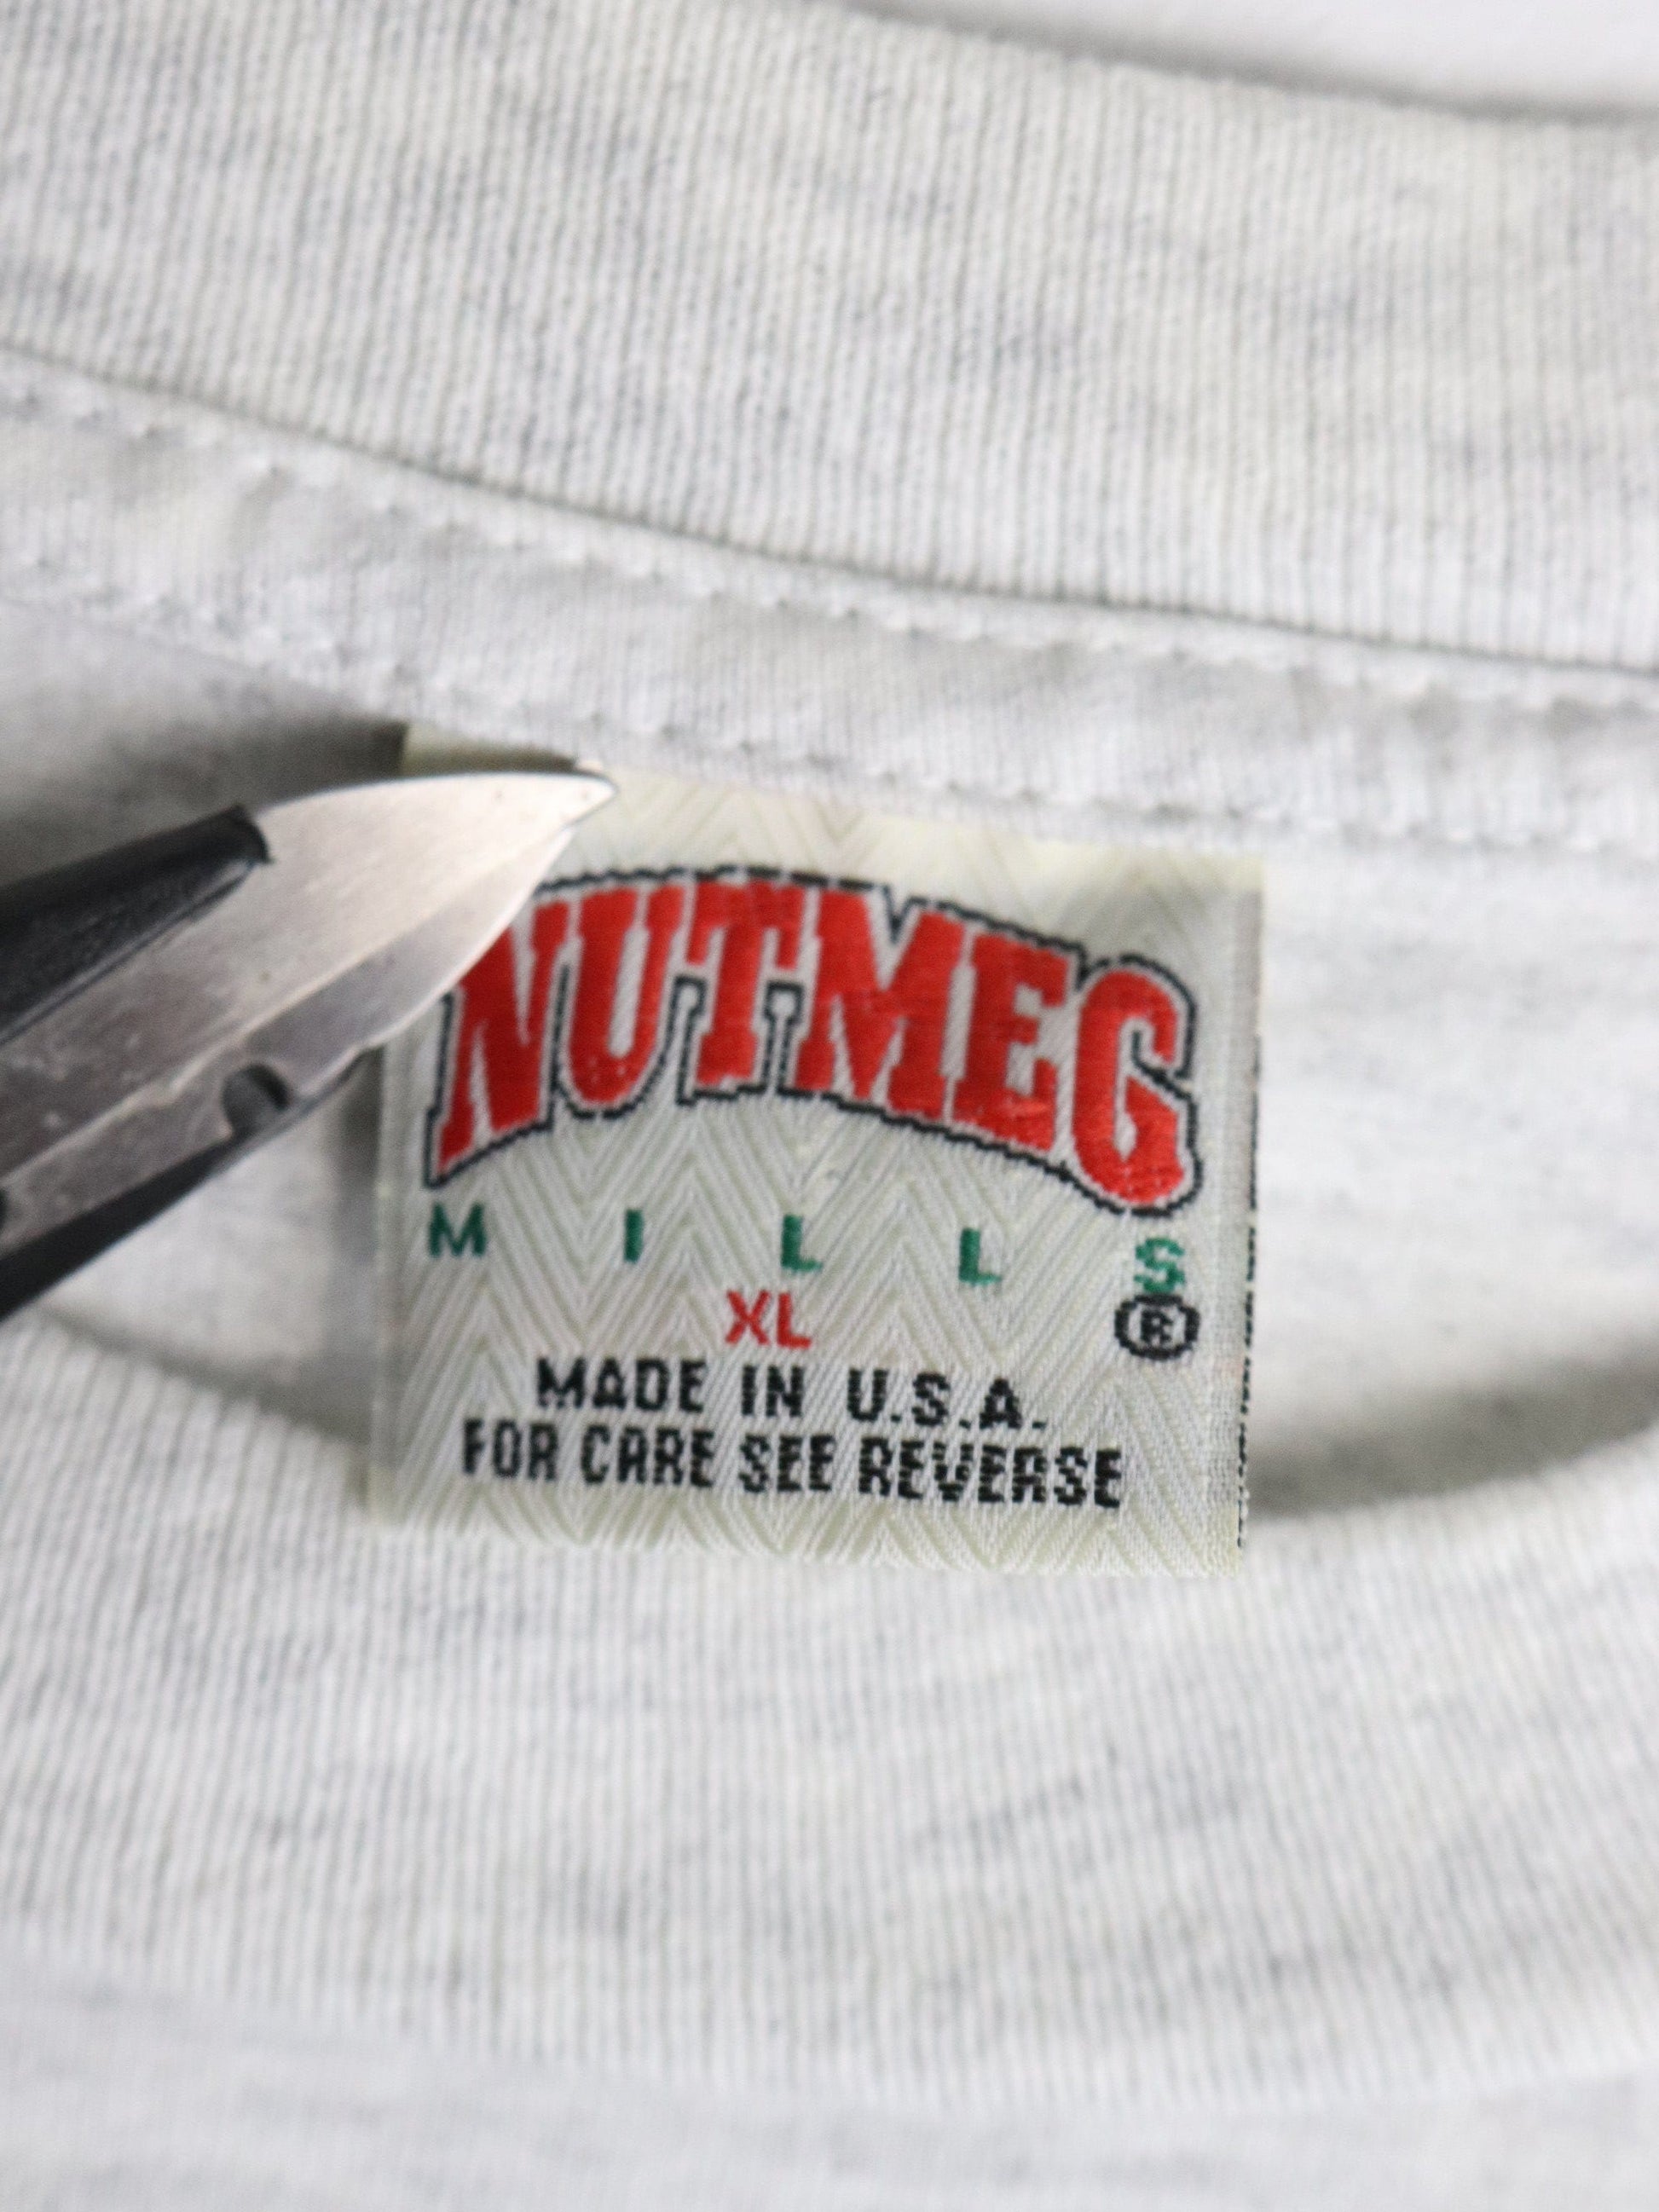 NUTMEG
MILLS
XL
®
MADE IN U.S.A.
FOR CARE SEE REVERSE